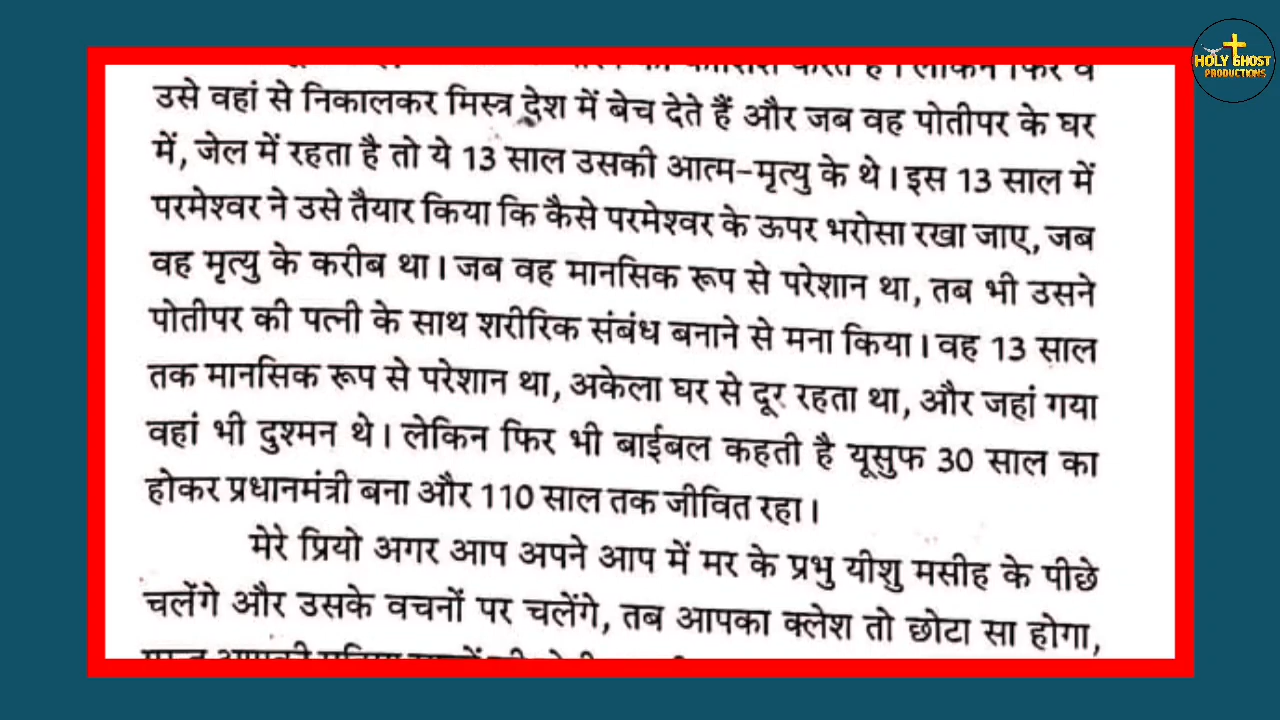 उसे वहां से निकालकर मिस्त्र देश में बेच देते हैं और जब वह पोतीपर के घर
में, जेल में रहता है तो ये 13 साल उसकी आत्म-मृत्यु के थे। इस 13 साल में
परमेश्वर ने उसे तैयार किया कि कैसे परमेश्वर के ऊपर भरोसा रखा जाए, जब
वह मृत्यु के करीब था। जब वह मानसिक रूप से परेशान था, तब भी उसने
पोतीपर की पत्नी के साथ शरीरिक संबंध बनाने से मना किया। वह 13 साल
तक मानसिक रूप से परेशान था, अकेला घर से दूर रहता था, और जहां गया
वहां भी दुश्मन थे। लेकिन फिर भी बाईबल कहती है यूसुफ 30 साल का
होकर प्रधानमंत्री बना और 110 साल तक जीवित रहा।
मेरे प्रियो अगर आप अपने आप में मर के प्रभु यीशु मसीह के पीछे
चलेंगे और उसके वचनों पर चलेंगे, तब आपका क्लेश तो छोटा सा होगा,
HOLY GHOST
PRODUCTIONS